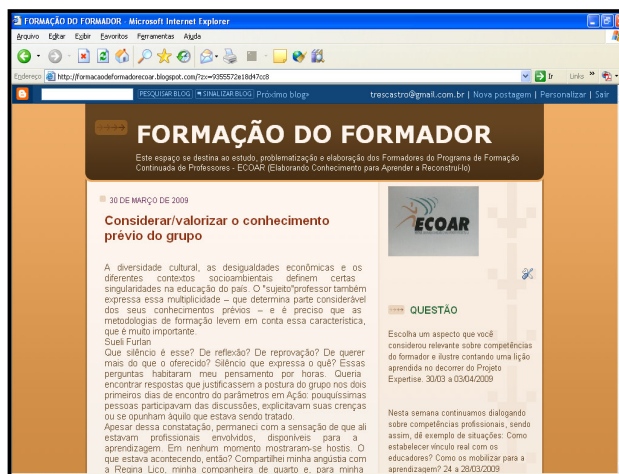 FORMAÇÃO DO FORMADOR - Microsoft Internet Explorer
Arquivo Editar Exibir Favoritos Ferramentas Ajuda
Endereço http://formacaodeformadorecoar.blogspot.com/?zx=9355572e18d47cc8 Ir Links »
PESQUISAR BLOG SINALIZAR BLOG Próximo blog» trescastro@gmail.com.br | Nova postagem | Personalizar | Sair
FORMAÇÃO DO FORMADOR
Este espaço se destina ao estudo, problematização e elaboração dos Formadores do Programa de Formação
Continuada de Professores - ECOAR (Elaborando Conhecimento para Aprender a Reconstruí-lo)
30 DE MARÇO DE 2009
Considerar/valorizar o conhecimento
prévio do grupo
A diversidade cultural, as desigualdades econômicas e os
diferentes contextos socioambientais definem certas
singularidades na educação do país. O "sujeito"professor também
expressa essa multiplicidade – que determina parte considerável
dos seus conhecimentos prévios – e é preciso que as
metodologias de formação levem em conta essa característica,
que é muito importante.
Sueli Furlan
Que silêncio é esse? De reflexão? De reprovação? De querer
mais do que o oferecido? Silêncio que expressa o quê? Essas
perguntas habitaram meu pensamento por horas. Queria
encontrar respostas que justificassem a postura do grupo nos dois
primeiros dias de encontro do parâmetros em Ação: pouquíssimas
pessoas participavam das discussões, explicitavam suas crenças
ou se opunham àquilo que estava sendo tratado.
Apesar dessa constatação, permaneci com a sensação de que ali
estavam profissionais envolvidos, disponíveis para a
aprendizagem. Em nenhum momento mostraram-se hostis. O
que estava acontecendo, então? Compartilhei minha angústia com
a Regina Lico, minha companheira de quarto e, para minha
ECOAR
QUESTÃO
Escolha um aspecto que você
considerou relevante sobre competências
do formador e ilustre contando uma lição
aprendida no decorrer do Projeto
Expertise. 30/03 a 03/04/2009
Nesta semana continuamos dialogando
sobre competências profissionais, sendo
assim, dê exemplo de situações: Como
estabelecer vínculo real com os
educadores? Como os mobilizar para a
aprendizagem? 24 a 28/03/2009